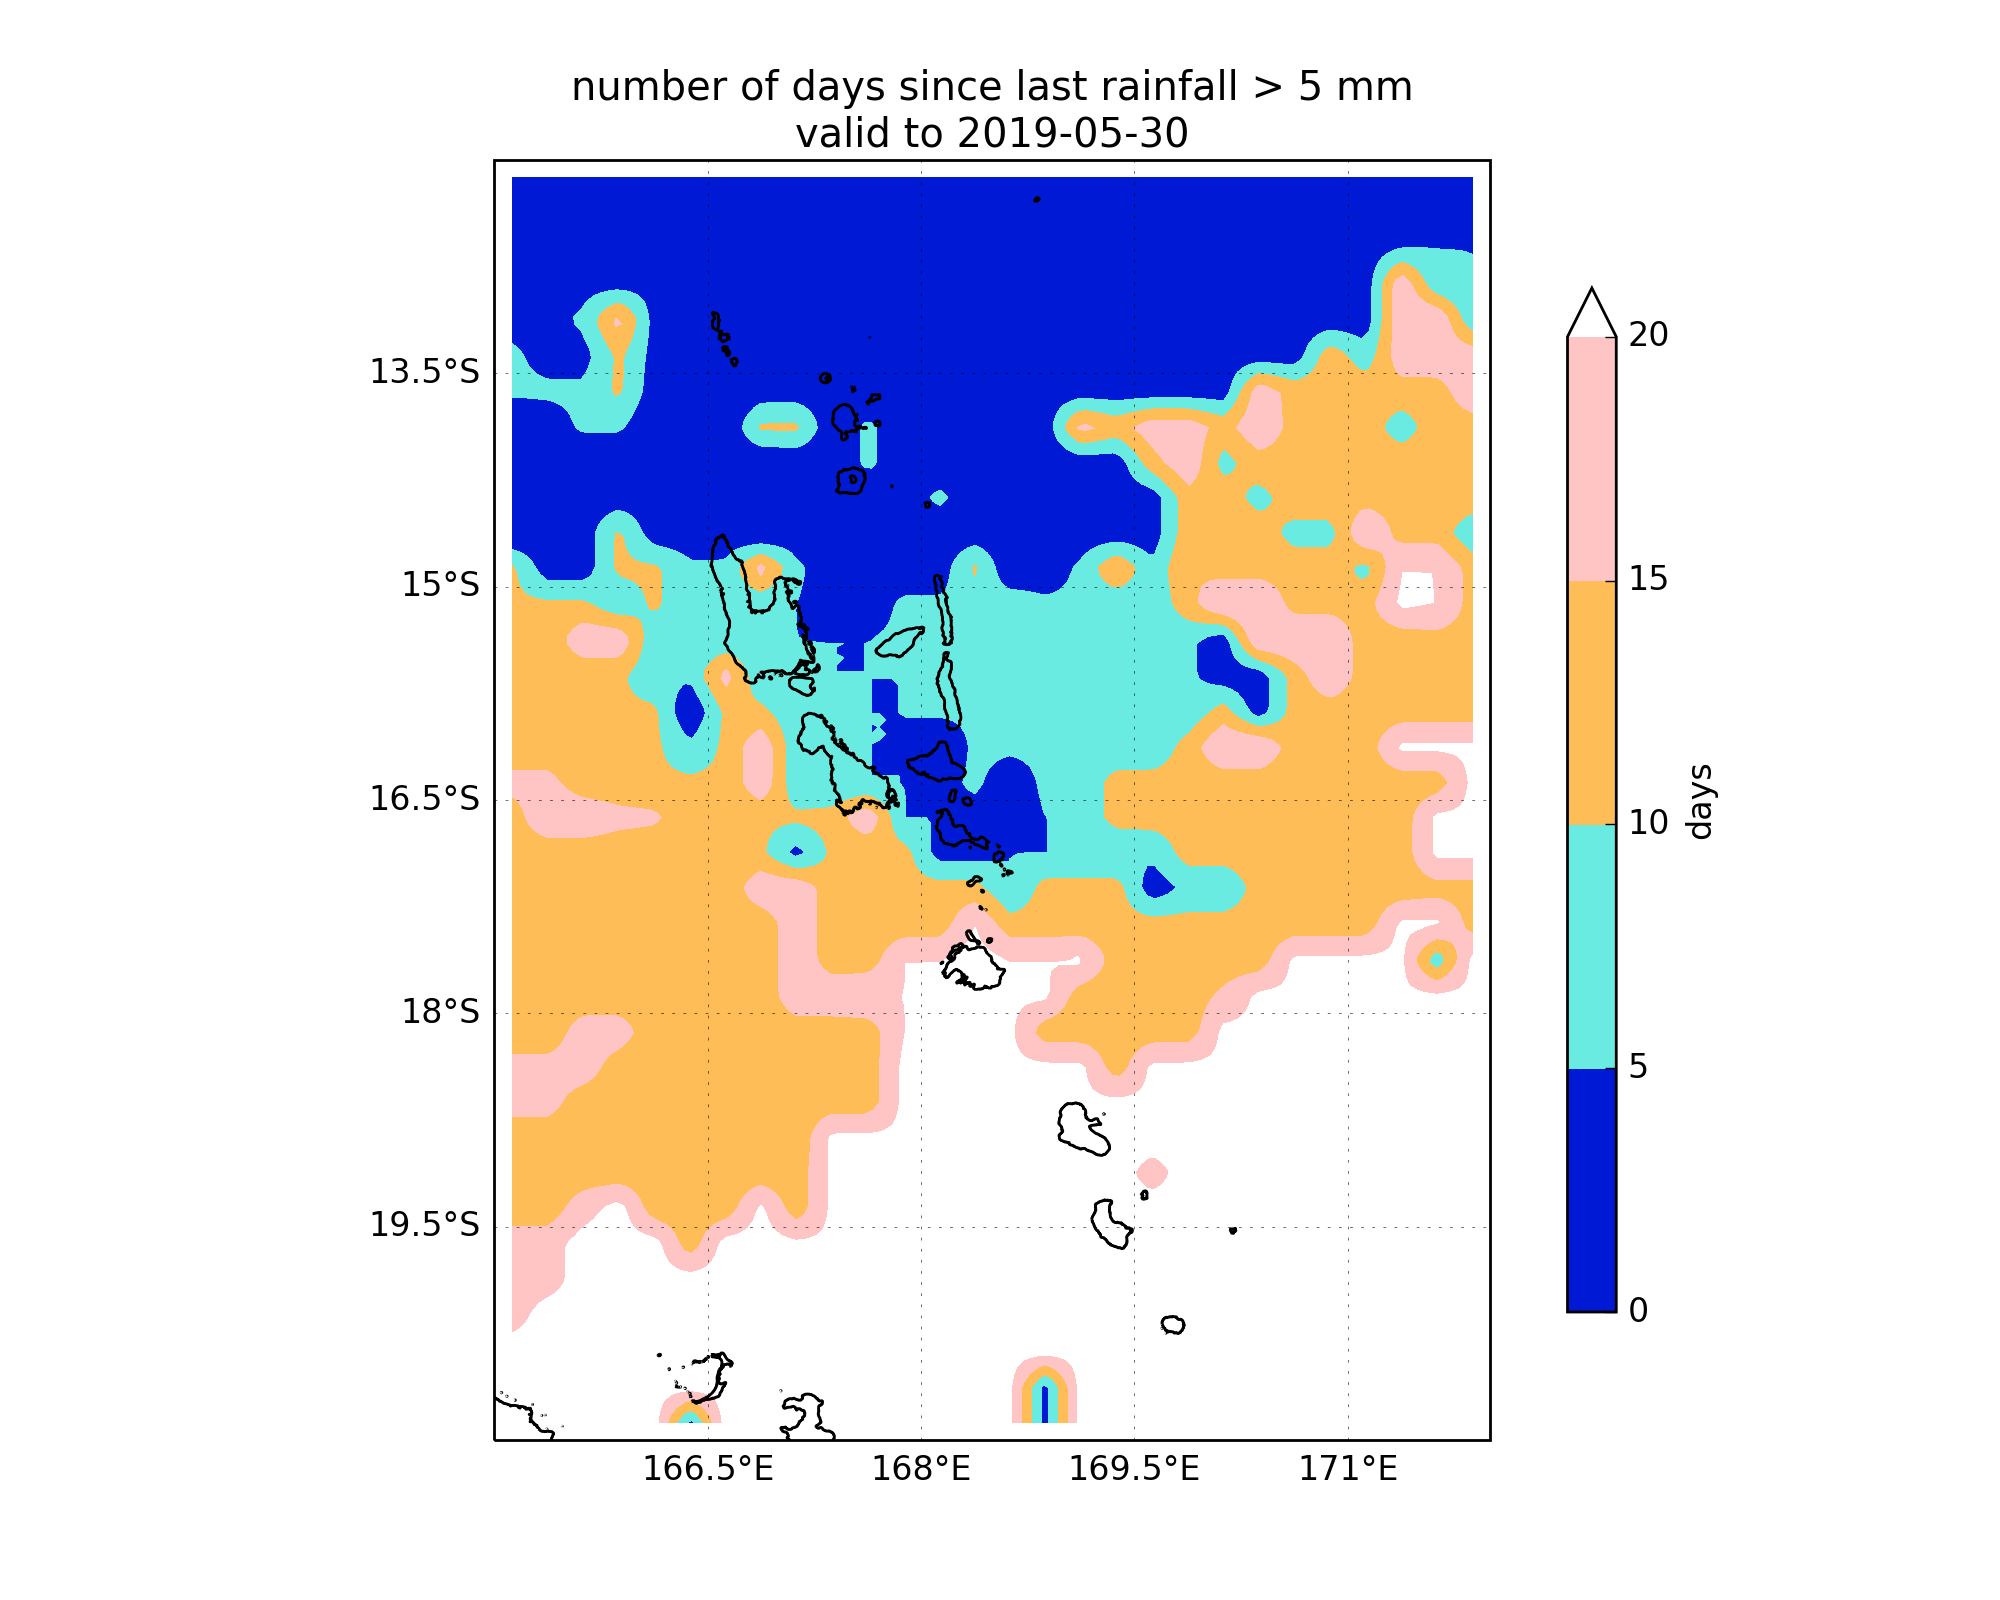 number of days since last rainfall > 5 mm
valid to 2019-05-30
13.5°S
15°S
16.5°S
18°S
19.5°S
166.5°E
168°E
169.5°E
171°E
20
15
10
5
0
days